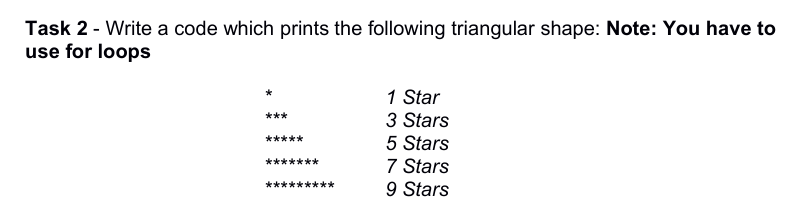 Task 2 - Write a code which prints the following triangular shape: Note: You have to
use for loops
* 1 Star
*** 3 Stars
***** 5 Stars
******* 7 Stars
********* 9 Stars